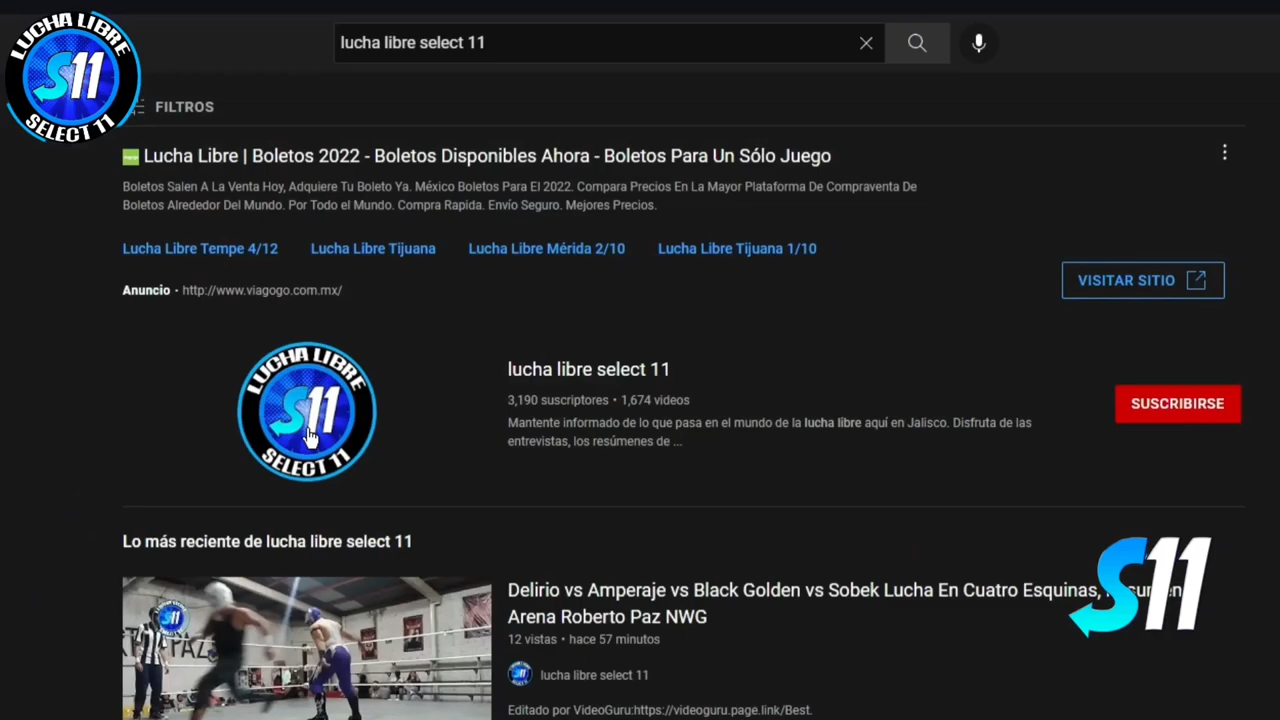 LUCHA LIBRE
S11
SELECT 11
lucha libre select 11
FILTROS
Lucha Libre | Boletos 2022 - Boletos Disponibles Ahora - Boletos Para Un Sólo Juego
Boletos Salen A La Venta Hoy, Adquiere Tu Boleto Ya. México Boletos Para El 2022. Compara Precios En La Mayor Plataforma De Compraventa De
Boletos Alrededor Del Mundo. Por Todo el Mundo. Compra Rapida. Envío Seguro. Mejores Precios.
Lucha Libre Tempe 4/12 Lucha Libre Tijuana Lucha Libre Mérida 2/10 Lucha Libre Tijuana 1/10
Anuncio · http://www.viagogo.com.mx/
VISITAR SITIO
LUCHA LIBRE
S11
SELECT 11
lucha libre select 11
3,190 suscriptores · 1,674 videos
Mantente informado de lo que pasa en el mundo de la lucha libre aquí en Jalisco. Disfruta de las
entrevistas, los resúmenes de ...
SUSCRIBIRSE
Lo más reciente de lucha libre select 11
S11
Delirio vs Amperaje vs Black Golden vs Sobek Lucha En Cuatro Esquinas,
Arena Roberto Paz NWG
12 vistas · hace 57 minutos
lucha libre select 11
Editado por VideoGuru:https://videoguru.page.link/Best.
S11